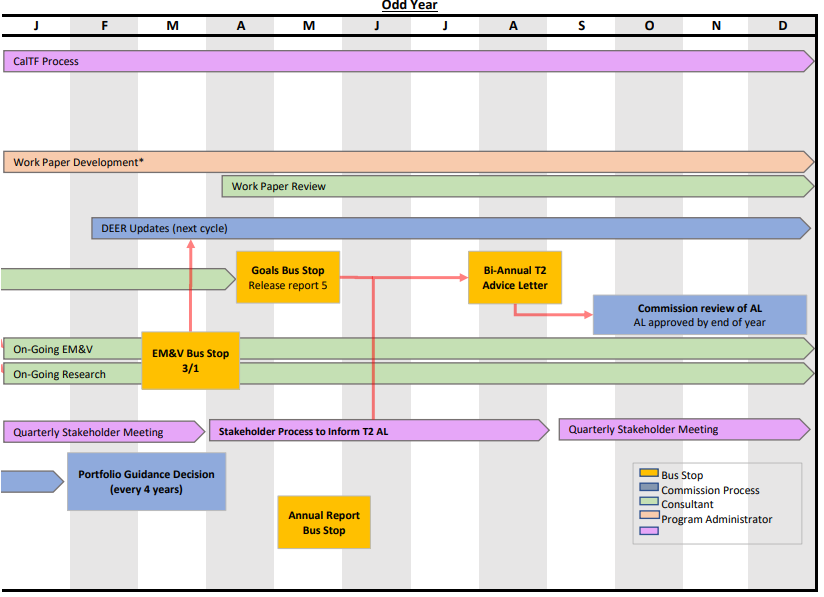 Odd Year
J F M A M J J A S O N D
CalTF Process
Work Paper Development*
Work Paper Review
DEER Updates (next cycle)
Goals Bus Stop
Release report 5
Bi-Annual T2
Advice Letter
Commission review of AL
AL approved by end of year
On-Going EM&V
EM&V Bus Stop
3/1
On-Going Research
Quarterly Stakeholder Meeting
Stakeholder Process to Inform T2 AL
Quarterly Stakeholder Meeting
Portfolio Guidance Decision
(every 4 years)
Annual Report
Bus Stop
Bus Stop
Commission Process
Consultant
Program Administrator